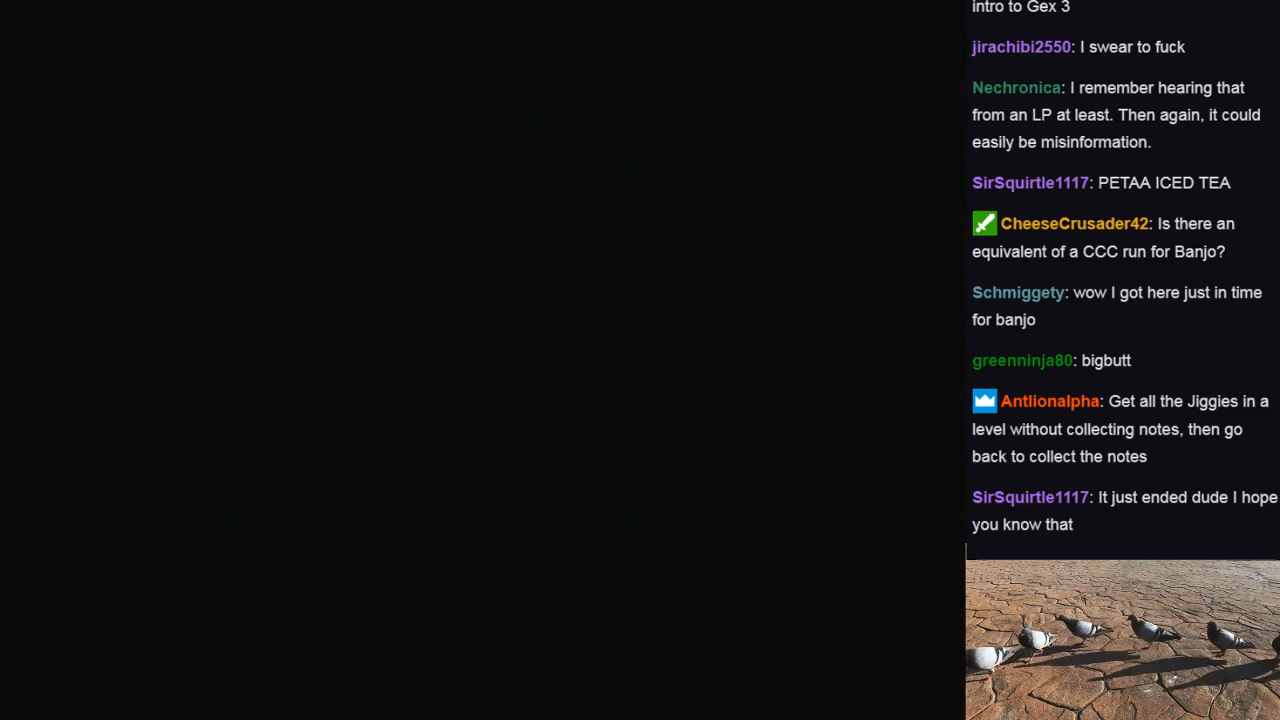 intro to Gex 3
jirachibi2550: I swear to fuck
Nechronica: I remember hearing that
from an LP at least. Then again, it could
easily be misinformation.
SirSquirtle1117: PETAA ICED TEA
CheeseCrusader42: Is there an
equivalent of a CCC run for Banjo?
Schmiggety: wow I got here just in time
for banjo
greenninja80: bigbutt
Antlionalpha: Get all the Jiggies in a
level without collecting notes, then go
back to collect the notes
SirSquirtle1117: It just ended dude I hope
you know that